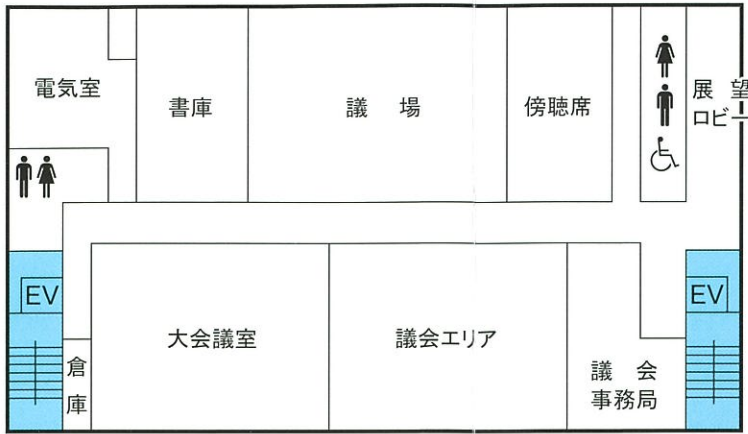 電気室
書庫
議 場
傍聴席
展 望
ロビー
EV
EV
大会議室
議会エリア
倉
庫
議 会
事務局